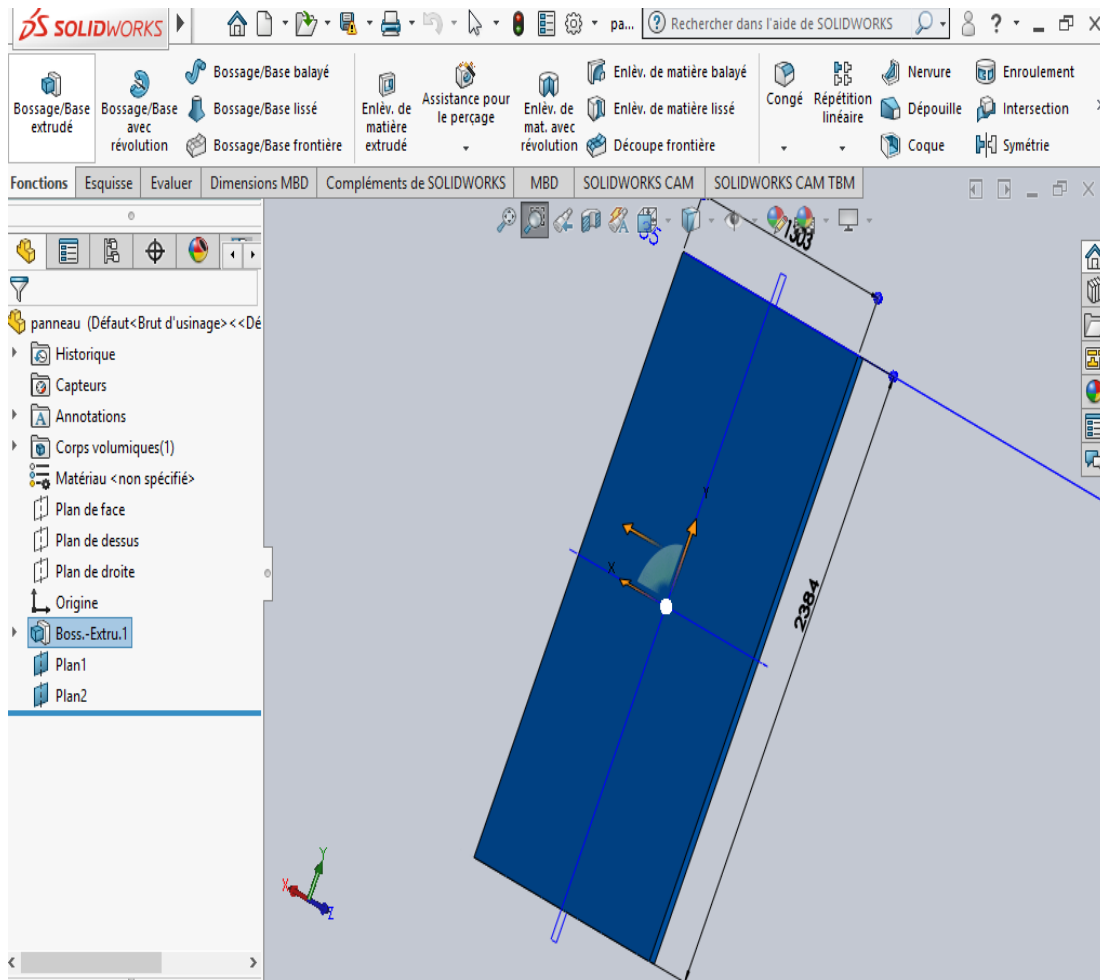 SOLIDWORKS
pa...
Rechercher dans l'aide de SOLIDWORKS
?
Bossage/Base extrudé
Bossage/Base avec révolution
Bossage/Base balayé
Bossage/Base lissé
Bossage/Base frontière
Enlèv. de matière extrudé
Assistance pour le perçage
Enlèv. de mat. avec révolution
Enlèv. de matière balayé
Enlèv. de matière lissé
Découpe frontière
Congé
Répétition linéaire
Nervure
Dépouille
Coque
Enroulement
Intersection
Symétrie
Fonctions
Esquisse
Evaluer
Dimensions MBD
Compléments de SOLIDWORKS
MBD
SOLIDWORKS CAM
SOLIDWORKS CAM TBM
panneau (Défaut<Brut d'usinage><<Dé
Historique
Capteurs
Annotations
Corps volumiques(1)
Matériau <non spécifié>
Plan de face
Plan de dessus
Plan de droite
Origine
Boss.-Extru.1
Plan1
Plan2
1303
Y
X
2384
Y
X
Z